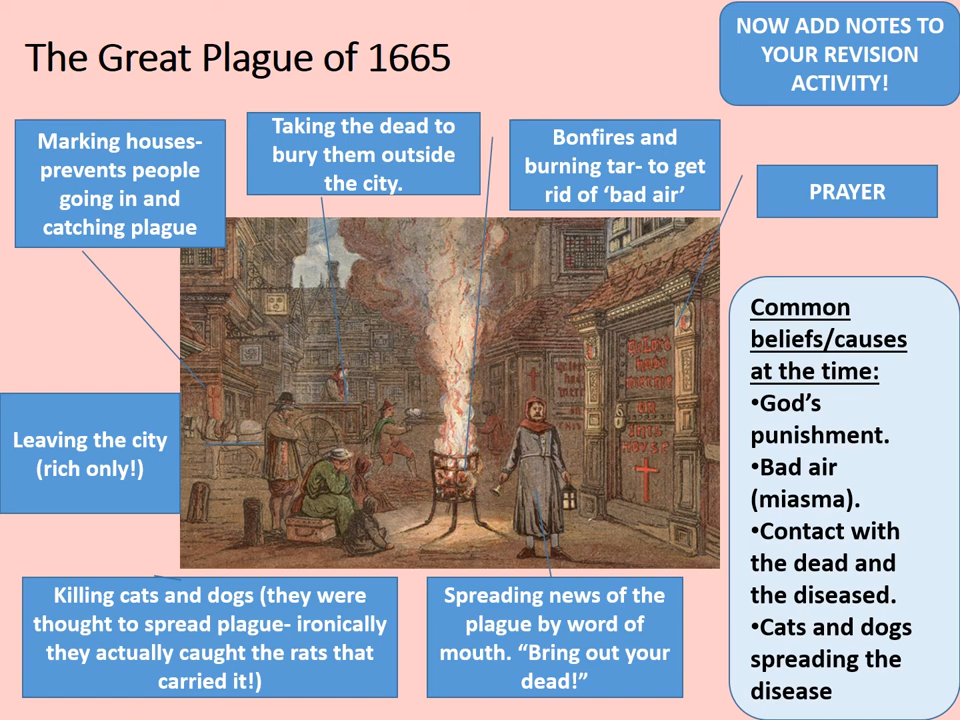 The Great Plague of 1665
NOW ADD NOTES TO
YOUR REVISION
ACTIVITY!
Marking houses-
prevents people
going in and
catching plague
Taking the dead to
bury them outside
the city.
Bonfires and
burning tar- to get
rid of ‘bad air’
PRAYER
Leaving the city
(rich only!)
Common
beliefs/causes
at the time:
•God’s
punishment.
•Bad air
(miasma).
•Contact with
the dead and
the diseased.
•Cats and dogs
spreading the
disease
Killing cats and dogs (they were
thought to spread plague- ironically
they actually caught the rats that
carried it!)
Spreading news of the
plague by word of
mouth. “Bring out your
dead!”